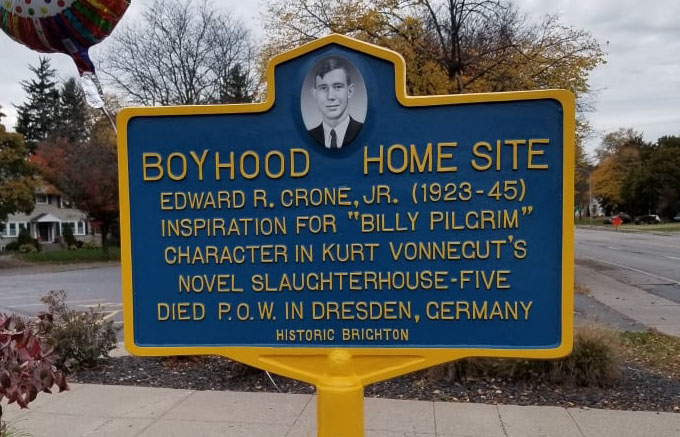 BOYHOOD HOME SITE
EDWARD R. CRONE, JR. (1923-45)
INSPIRATION FOR "BILLY PILGRIM"
CHARACTER IN KURT VONNEGUT'S
NOVEL SLAUGHTERHOUSE-FIVE
DIED P.O.W. IN DRESDEN, GERMANY
HISTORIC BRIGHTON